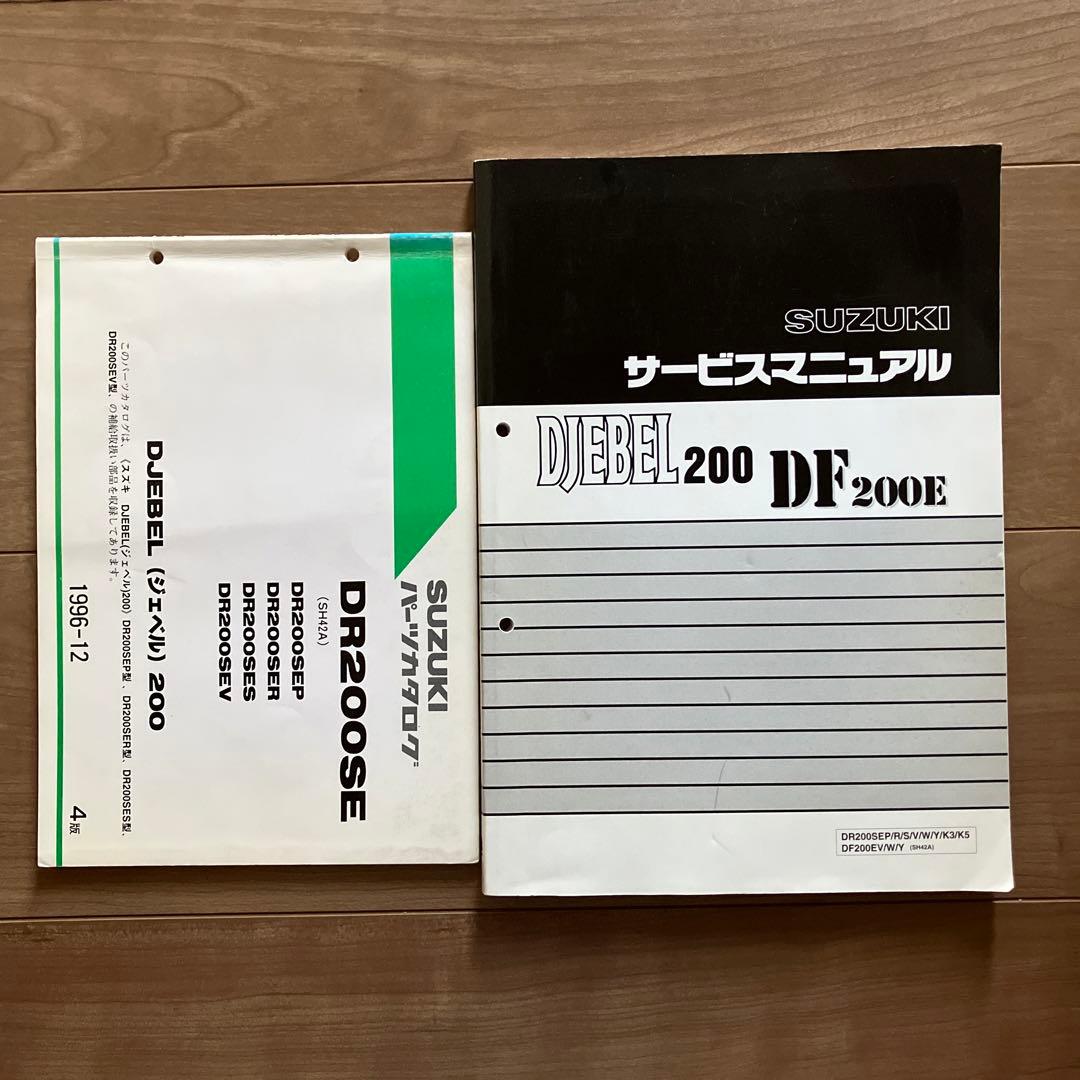 SUZUKI
パーツカタログ
DR200SE
(SH42A)
DR200SEP
DR200SER
DR200SES
DR200SEV
DJEBEL (ジェベル) 200
このパーツカタログは、《スズキ DJEBEL(ジェベル)200》 DR200SEP型、DR200SER型、DR200SES型、
DR200SEV型、の補給取扱い部品を収録してあります。
1996-12
4版
SUZUKI
サービスマニュアル
DJEBEL 200 DF 200E
DR200SEP/R/S/V/W/Y/K3/K5
DF200EV/W/Y (SH42A)